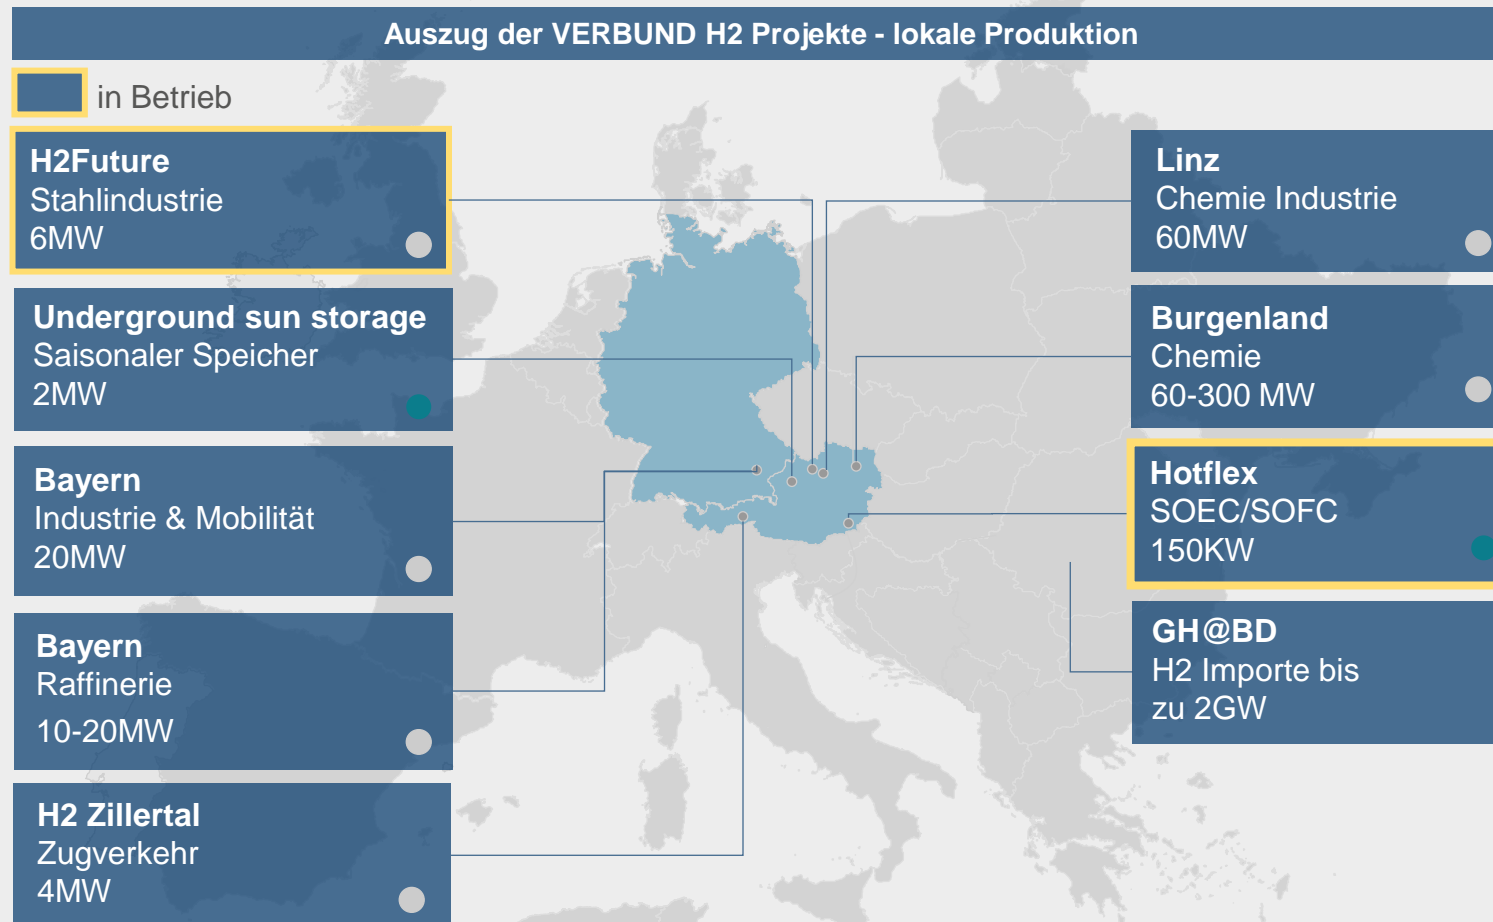 Auszug der VERBUND H2 Projekte - lokale Produktion
in Betrieb
H2Future
Stahlindustrie
6MW
Underground sun storage
Saisonaler Speicher
2MW
Bayern
Industrie & Mobilität
20MW
Bayern
Raffinerie
10-20MW
H2 Zillertal
Zugverkehr
4MW
Linz
Chemie Industrie
60MW
Burgenland
Chemie
60-300 MW
Hotflex
SOEC/SOFC
150KW
GH@BD
H2 Importe bis
zu 2GW